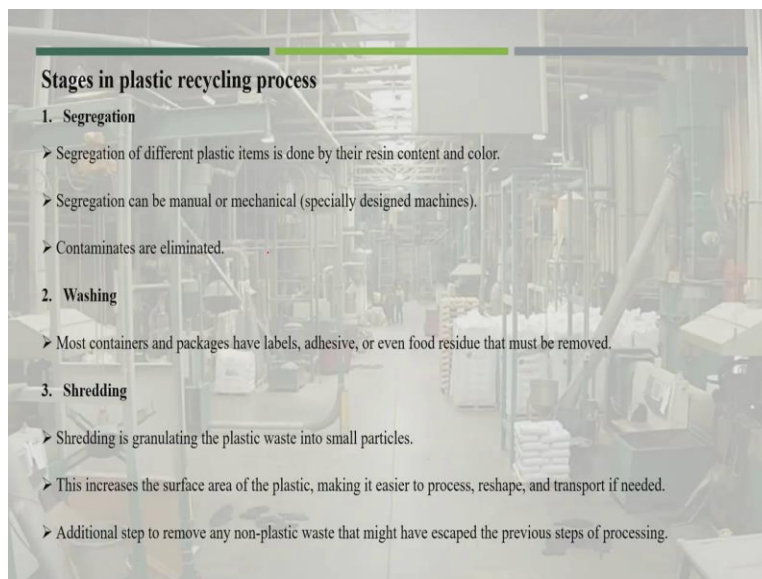 Stages in plastic recycling process
1. Segregation
➢ Segregation of different plastic items is done by their resin content and color.
➢ Segregation can be manual or mechanical (specially designed machines).
➢ Contaminates are eliminated.
2. Washing
➢ Most containers and packages have labels, adhesive, or even food residue that must be removed.
3. Shredding
➢ Shredding is granulating the plastic waste into small particles.
➢ This increases the surface area of the plastic, making it easier to process, reshape, and transport if needed.
➢ Additional step to remove any non-plastic waste that might have escaped the previous steps of processing.